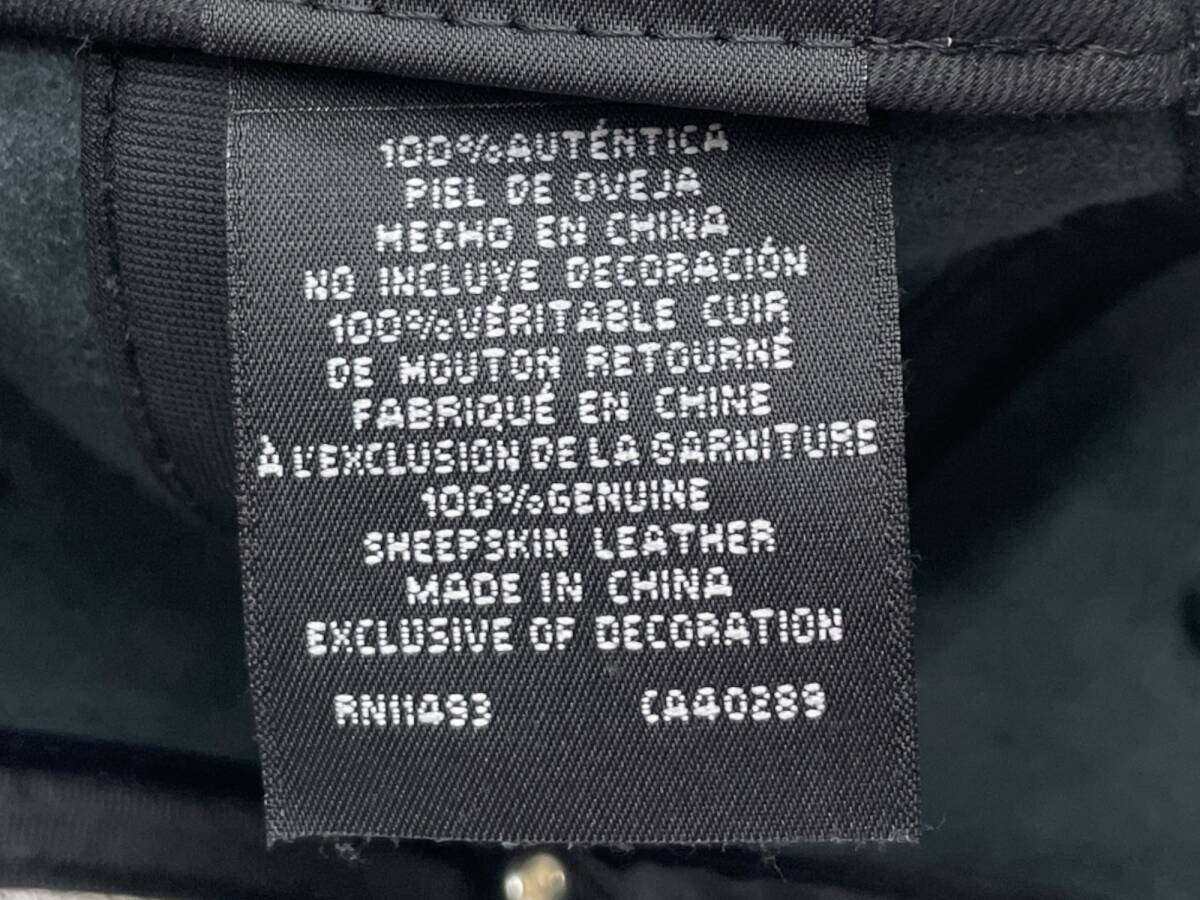 100%AUTÉNTICA
PIEL DE OVEJA
HECHO EN CHINA
NO INCLUYE DECORACIÓN
100%VÉRITABLE CUIR
DE MOUTON RETOURNÉ
FABRIQUÉ EN CHINE
À L'EXCLUSION DE LA GARNITURE
100%GENUINE
SHEEPSKIN LEATHER
MADE IN CHINA
EXCLUSIVE OF DECORATION
RN11493 CA40289